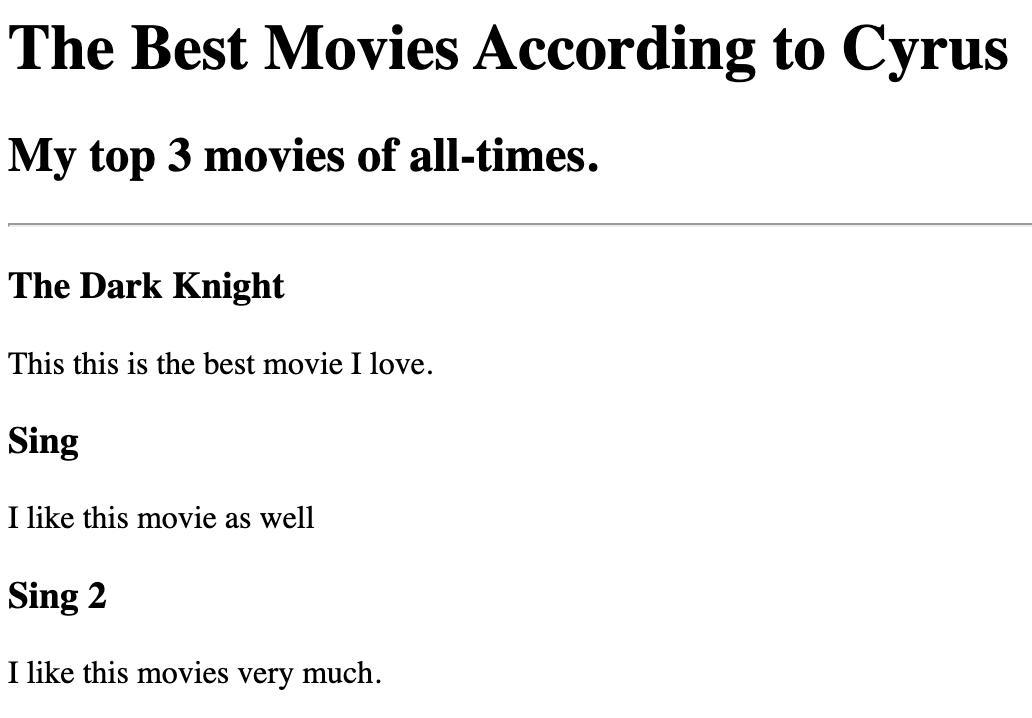 The Best Movies According to Cyrus
My top 3 movies of all-times.
The Dark Knight
This this is the best movie I love.
Sing
I like this movie as well
Sing 2
I like this movies very much.